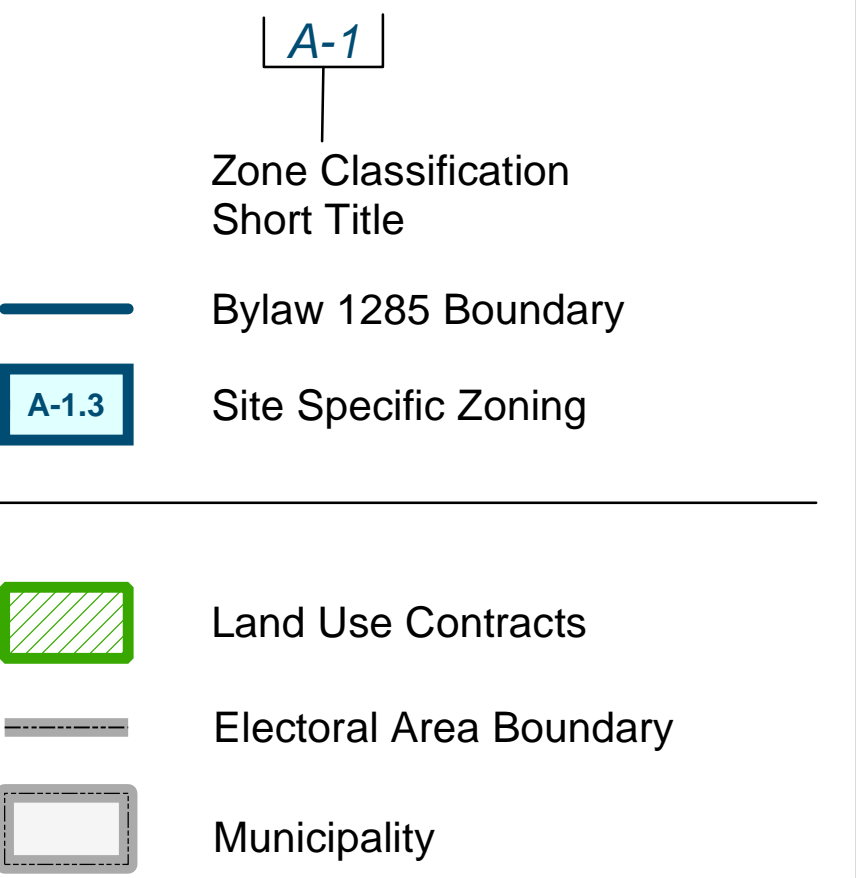 A-1
Zone Classification
Short Title
Bylaw 1285 Boundary
A-1.3
Site Specific Zoning
Land Use Contracts
Electoral Area Boundary
Municipality